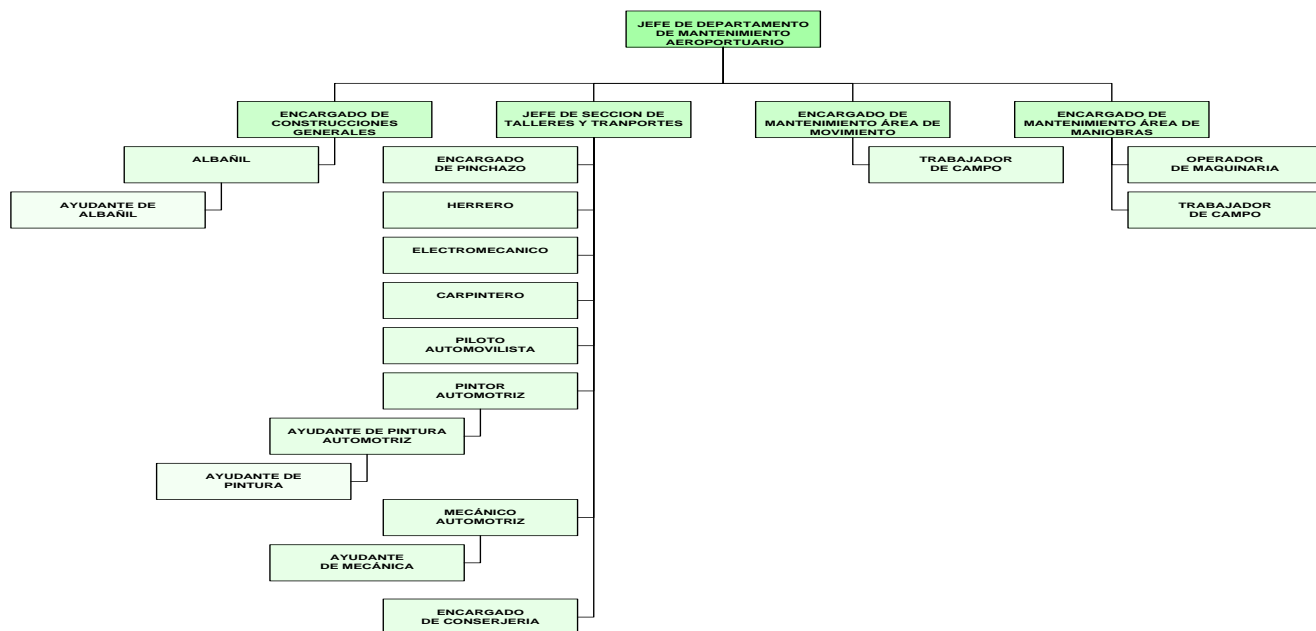 JEFE DE DEPARTAMENTO
DE MANTENIMIENTO
AEROPORTUARIO
ENCARGADO DE
CONSTRUCCIONES
GENERALES
JEFE DE SECCION DE
TALLERES Y TRANPORTES
ENCARGADO DE
MANTENIMIENTO ÁREA DE
MOVIMIENTO
ENCARGADO DE
MANTENIMIENTO ÁREA DE
MANIOBRAS
ALBAÑIL
AYUDANTE DE
ALBAÑIL
ENCARGADO
DE PINCHAZO
HERRERO
ELECTROMECANICO
CARPINTERO
PILOTO
AUTOMOVILISTA
PINTOR
AUTOMOTRIZ
AYUDANTE DE PINTURA
AUTOMOTRIZ
AYUDANTE DE
PINTURA
MECÁNICO
AUTOMOTRIZ
AYUDANTE
DE MECÁNICA
ENCARGADO
DE CONSERJERIA
TRABAJADOR
DE CAMPO
OPERADOR
DE MAQUINARIA
TRABAJADOR
DE CAMPO